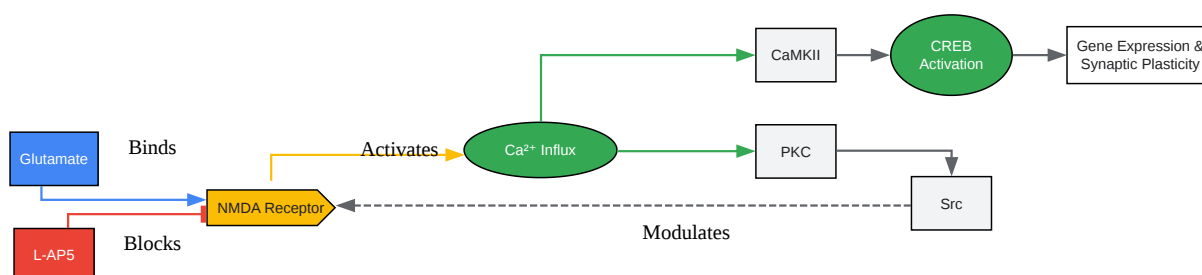 Glutamate
Binds
L-AP5
Blocks
NMDA Receptor
Activates
Ca²⁺ Influx
CaMKII
CREB
Activation
Gene Expression &
Synaptic Plasticity
PKC
Src
Modulates